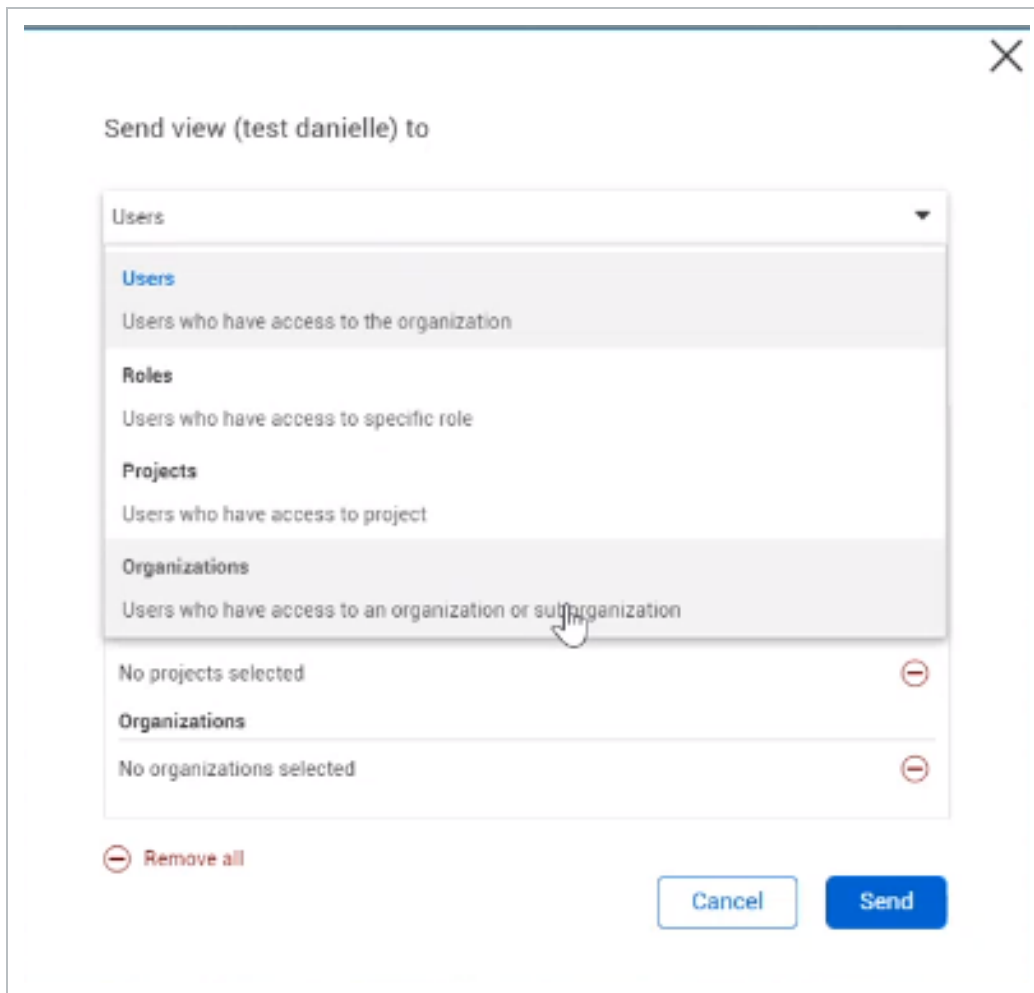 Send view (test danielle) to
Users
Users
Users who have access to the organization
Roles
Users who have access to specific role
Projects
Users who have access to project
Organizations
Users who have access to an organization or suborganization
No projects selected
Organizations
No organizations selected
Remove all
Cancel
Send